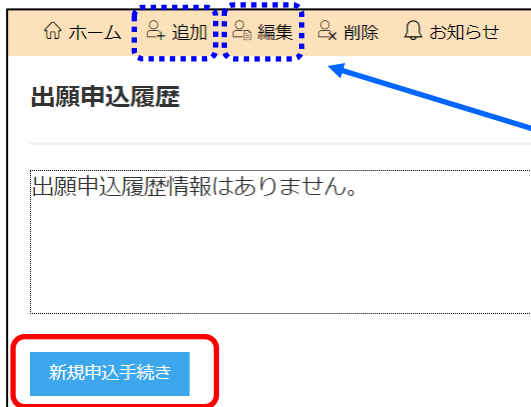 ホーム 追加 編集 削除 お知らせ
出願申込履歴
出願申込履歴情報はありません。
新規申込手続き